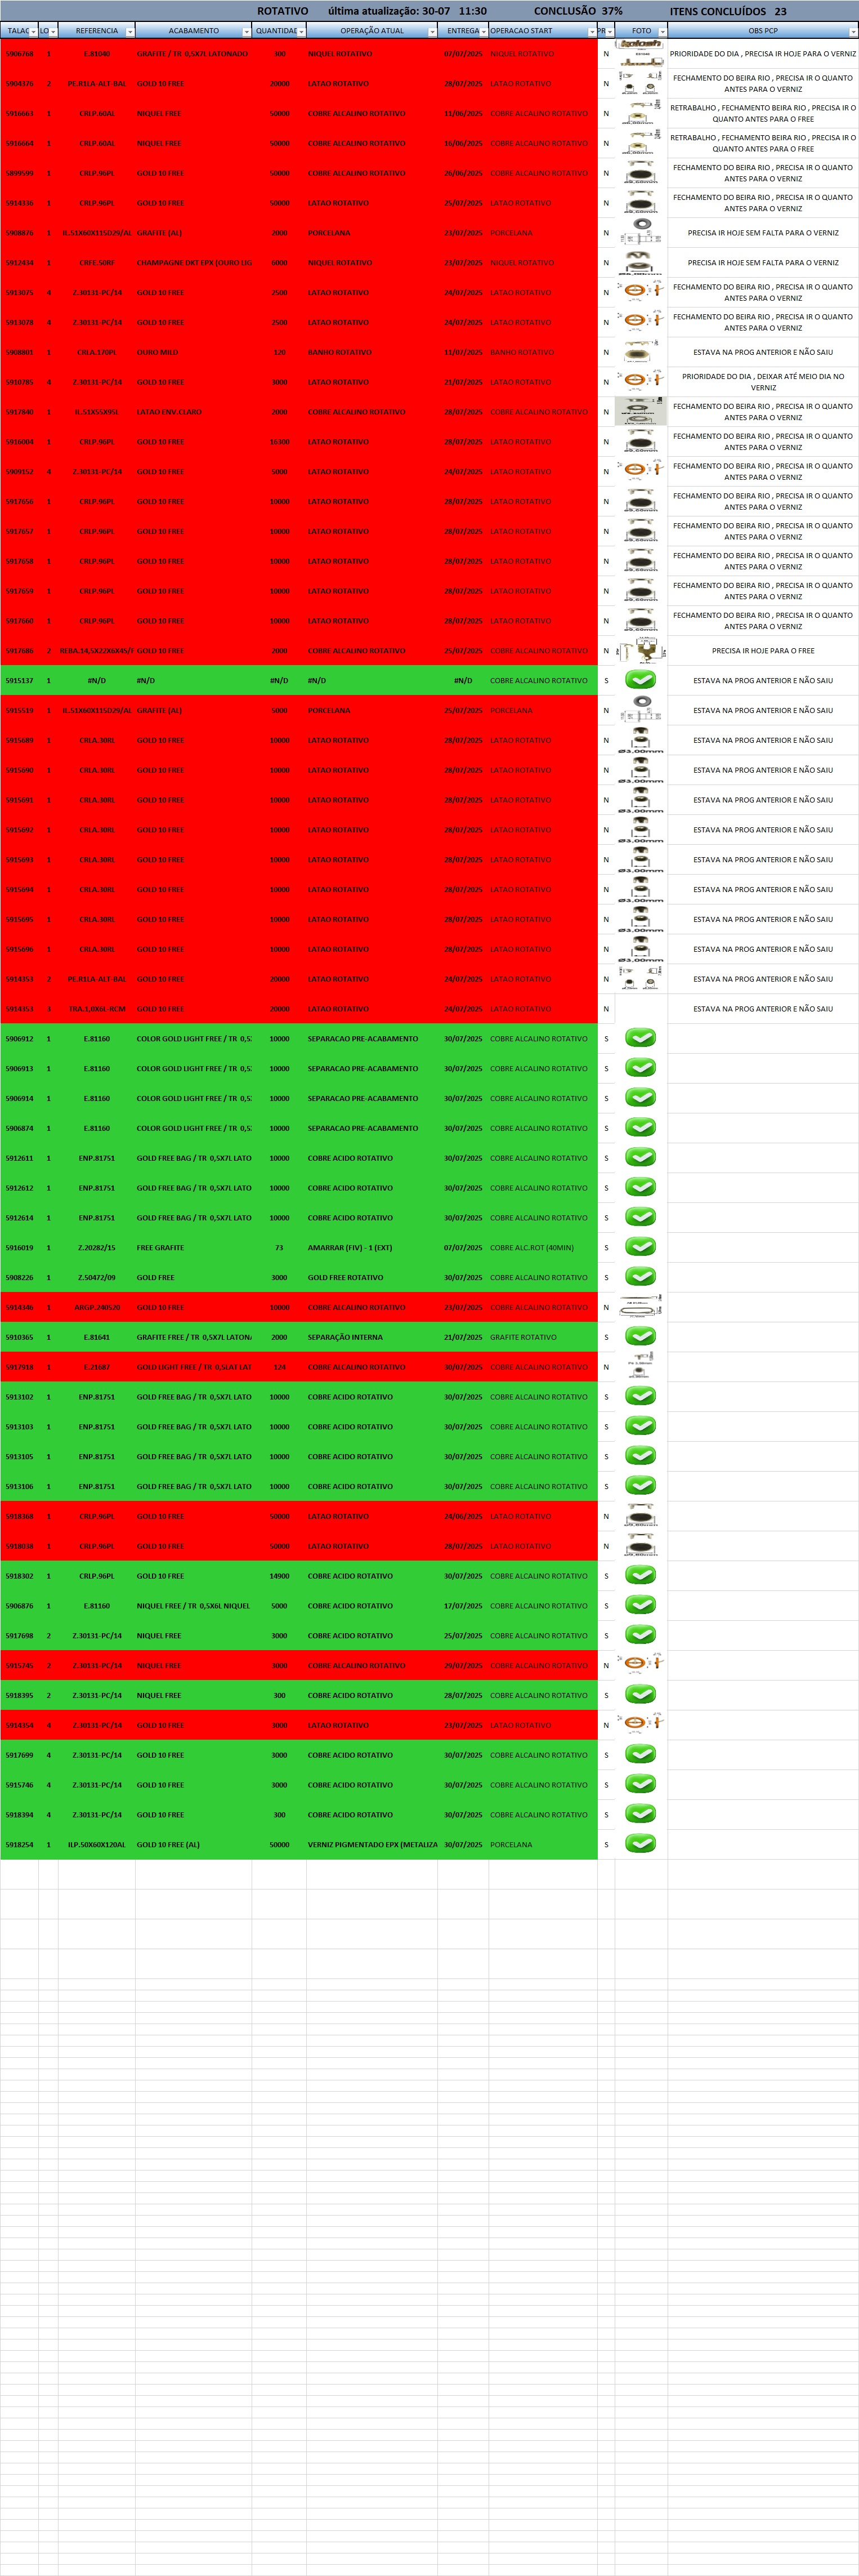 ROTATIVO última atualização: 30-07 11:30 CONCLUSÃO 37% ITENS CONCLUÍDOS 23
TALAC LO REFERENCIA ACABAMENTO QUANTIDAD OPERAÇÃO ATUAL ENTREGA OPERACAO START PR FOTO OBS PCP
5906768 1 E.81040 GRAFITE / TR 0,5X7L LATONADO 300 NIQUEL ROTATIVO 07/07/2025 NIQUEL ROTATIVO N PRIORIDADE DO DIA , PRECISA IR HOJE PARA O VERNIZ
5904376 2 PE.R1LA-ALT-BAL GOLD 10 FREE 20000 LATAO ROTATIVO 28/07/2025 LATAO ROTATIVO N FECHAMENTO DO BEIRA RIO , PRECISA IR O QUANTO
ANTES PARA O VERNIZ
5916663 1 CRLP.60AL NIQUEL FREE 50000 COBRE ALCALINO ROTATIVO 11/06/2025 COBRE ALCALINO ROTATIVO N RETRABALHO , FECHAMENTO BEIRA RIO , PRECISA IR O
QUANTO ANTES PARA O FREE
5916664 1 CRLP.60AL NIQUEL FREE 50000 COBRE ALCALINO ROTATIVO 16/06/2025 COBRE ALCALINO ROTATIVO N RETRABALHO , FECHAMENTO BEIRA RIO , PRECISA IR O
QUANTO ANTES PARA O FREE
5899599 1 CRLP.96PL GOLD 10 FREE 50000 COBRE ALCALINO ROTATIVO 26/06/2025 COBRE ALCALINO ROTATIVO N FECHAMENTO DO BEIRA RIO , PRECISA IR O QUANTO
ANTES PARA O VERNIZ
5914336 1 CRLP.96PL GOLD 10 FREE 50000 LATAO ROTATIVO 25/07/2025 LATAO ROTATIVO N FECHAMENTO DO BEIRA RIO , PRECISA IR O QUANTO
ANTES PARA O VERNIZ
5908876 1 IL.51X60X115D29/AL GRAFITE (AL) 2000 PORCELANA 21/07/2025 PORCELANA N PRECISA IR HOJE SEM FALTA PARA O VERNIZ
5912434 1 CRFE.50RF CHAMPAGNE DKT EPX (OURO LIG 6000 NIQUEL ROTATIVO 21/07/2025 NIQUEL ROTATIVO N PRECISA IR HOJE SEM FALTA PARA O VERNIZ
5913075 4 Z.30131-PC/14 GOLD 10 FREE 2500 LATAO ROTATIVO 24/07/2025 LATAO ROTATIVO N FECHAMENTO DO BEIRA RIO , PRECISA IR O QUANTO
ANTES PARA O VERNIZ
5913078 4 Z.30131-PC/14 GOLD 10 FREE 2500 LATAO ROTATIVO 24/07/2025 LATAO ROTATIVO N FECHAMENTO DO BEIRA RIO , PRECISA IR O QUANTO
ANTES PARA O VERNIZ
5908801 1 CRLA.170PL OURO MILD 120 BANHO ROTATIVO 11/07/2025 BANHO ROTATIVO N ESTAVA NA PROG ANTERIOR E NÃO SAIU
5910785 4 Z.30131-PC/14 GOLD 10 FREE 3000 LATAO ROTATIVO 21/07/2025 LATAO ROTATIVO N PRIORIDADE DO DIA , DEIXAR ATÉ MEIO DIA NO
VERNIZ
5917840 1 IL.51X55X95L LATAO ENV. CLARO 2000 COBRE ALCALINO ROTATIVO 28/07/2025 COBRE ALCALINO ROTATIVO N FECHAMENTO DO BEIRA RIO , PRECISA IR O QUANTO
ANTES PARA O VERNIZ
5916004 1 CRLP.96PL GOLD 10 FREE 16300 LATAO ROTATIVO 29/07/2025 LATAO ROTATIVO N FECHAMENTO DO BEIRA RIO , PRECISA IR O QUANTO
ANTES PARA O VERNIZ
5909152 4 Z.30131-PC/14 GOLD 10 FREE 5000 LATAO ROTATIVO 24/07/2025 LATAO ROTATIVO N FECHAMENTO DO BEIRA RIO , PRECISA IR O QUANTO
ANTES PARA O VERNIZ
5917656 1 CRLP.96PL GOLD 10 FREE 10000 LATAO ROTATIVO 28/07/2025 LATAO ROTATIVO N FECHAMENTO DO BEIRA RIO , PRECISA IR O QUANTO
ANTES PARA O VERNIZ
5917657 1 CRLP.96PL GOLD 10 FREE 10000 LATAO ROTATIVO 28/07/2025 LATAO ROTATIVO N FECHAMENTO DO BEIRA RIO , PRECISA IR O QUANTO
ANTES PARA O VERNIZ
5917658 1 CRLP.96PL GOLD 10 FREE 10000 LATAO ROTATIVO 28/07/2025 LATAO ROTATIVO N FECHAMENTO DO BEIRA RIO , PRECISA IR O QUANTO
ANTES PARA O VERNIZ
5917659 1 CRLP.96PL GOLD 10 FREE 10000 LATAO ROTATIVO 28/07/2025 LATAO ROTATIVO N FECHAMENTO DO BEIRA RIO , PRECISA IR O QUANTO
ANTES PARA O VERNIZ
5917660 1 CRLP.96PL GOLD 10 FREE 10000 LATAO ROTATIVO 28/07/2025 LATAO ROTATIVO N FECHAMENTO DO BEIRA RIO , PRECISA IR O QUANTO
ANTES PARA O VERNIZ
5917686 2 REBA.14,5X22X6X45/F GOLD 10 FREE 2000 COBRE ALCALINO ROTATIVO 25/07/2025 COBRE ALCALINO ROTATIVO N PRECISA IR HOJE PARA O FREE
5915137 1 #N/D #N/D #N/D #N/D #N/D COBRE ALCALINO ROTATIVO S ESTAVA NA PROG ANTERIOR E NÃO SAIU
5915519 1 IL.51X60X115D29/AL GRAFITE (AL) 5000 PORCELANA 25/07/2025 PORCELANA N ESTAVA NA PROG ANTERIOR E NÃO SAIU
5915689 1 CRLA.30RL GOLD 10 FREE 10000 LATAO ROTATIVO 28/07/2025 LATAO ROTATIVO N Ø3,00mm ESTAVA NA PROG ANTERIOR E NÃO SAIU
5915690 1 CRLA.30RL GOLD 10 FREE 10000 LATAO ROTATIVO 28/07/2025 LATAO ROTATIVO N Ø3,00mm ESTAVA NA PROG ANTERIOR E NÃO SAIU
5915691 1 CRLA.30RL GOLD 10 FREE 10000 LATAO ROTATIVO 28/07/2025 LATAO ROTATIVO N Ø3,00mm ESTAVA NA PROG ANTERIOR E NÃO SAIU
5915692 1 CRLA.30RL GOLD 10 FREE 10000 LATAO ROTATIVO 28/07/2025 LATAO ROTATIVO N Ø3,00mm ESTAVA NA PROG ANTERIOR E NÃO SAIU
5915693 1 CRLA.30RL GOLD 10 FREE 10000 LATAO ROTATIVO 28/07/2025 LATAO ROTATIVO N Ø3,00mm ESTAVA NA PROG ANTERIOR E NÃO SAIU
5915694 1 CRLA.30RL GOLD 10 FREE 10000 LATAO ROTATIVO 28/07/2025 LATAO ROTATIVO N Ø3,00mm ESTAVA NA PROG ANTERIOR E NÃO SAIU
5915695 1 CRLA.30RL GOLD 10 FREE 10000 LATAO ROTATIVO 28/07/2025 LATAO ROTATIVO N Ø3,00mm ESTAVA NA PROG ANTERIOR E NÃO SAIU
5915696 1 CRLA.30RL GOLD 10 FREE 10000 LATAO ROTATIVO 28/07/2025 LATAO ROTATIVO N Ø3,00mm ESTAVA NA PROG ANTERIOR E NÃO SAIU
5914353 2 PE.R1LA-ALT-BAL GOLD 10 FREE 20000 LATAO ROTATIVO 24/07/2025 LATAO ROTATIVO N ESTAVA NA PROG ANTERIOR E NÃO SAIU
5914353 3 TRA.1,0X6L-RCM GOLD 10 FREE 20000 LATAO ROTATIVO 24/07/2025 LATAO ROTATIVO N ESTAVA NA PROG ANTERIOR E NÃO SAIU
5906912 1 E.81160 COLOR GOLD LIGHT FREE / TR 0,5 10000 SEPARACAO PRE-ACABAMENTO 30/07/2025 COBRE ALCALINO ROTATIVO S
5906913 1 E.81160 COLOR GOLD LIGHT FREE / TR 0,5 10000 SEPARACAO PRE-ACABAMENTO 30/07/2025 COBRE ALCALINO ROTATIVO S
5906914 1 E.81160 COLOR GOLD LIGHT FREE / TR 0,5 10000 SEPARACAO PRE-ACABAMENTO 30/07/2025 COBRE ALCALINO ROTATIVO S
5906874 1 E.81160 COLOR GOLD LIGHT FREE / TR 0,5 10000 SEPARACAO PRE-ACABAMENTO 30/07/2025 COBRE ALCALINO ROTATIVO S
5912611 1 ENP.81751 GOLD FREE BAG / TR 0,5X7L LATO 10000 COBRE ACIDO ROTATIVO 30/07/2025 COBRE ALCALINO ROTATIVO S
5912612 1 ENP.81751 GOLD FREE BAG / TR 0,5X7L LATO 10000 COBRE ACIDO ROTATIVO 30/07/2025 COBRE ALCALINO ROTATIVO S
5912614 1 ENP.81751 GOLD FREE BAG / TR 0,5X7L LATO 10000 COBRE ACIDO ROTATIVO 30/07/2025 COBRE ALCALINO ROTATIVO S
5916019 1 Z.20282/15 FREE GRAFITE 73 AMARRAR (FIV) - 1 (EXT) 07/07/2025 COBRE ALC.ROT (40MIN) S
5908226 1 Z.50472/09 GOLD FREE 3000 GOLD FREE ROTATIVO 30/07/2025 COBRE ALCALINO ROTATIVO S
5914346 1 ARGP.240520 GOLD 10 FREE 10000 COBRE ALCALINO ROTATIVO 21/07/2025 COBRE ALCALINO ROTATIVO N
5910365 1 E.81641 GRAFITE FREE / TR 0,5X7L LATONA 2000 SEPARAÇÃO INTERNA 21/07/2025 GRAFITE ROTATIVO S
5917918 1 E.21687 GOLD LIGHT FREE / TR 0,5LAT LAT 124 COBRE ALCALINO ROTATIVO 30/07/2025 COBRE ALCALINO ROTATIVO N
5913102 1 ENP.81751 GOLD FREE BAG / TR 0,5X7L LATO 10000 COBRE ACIDO ROTATIVO 30/07/2025 COBRE ALCALINO ROTATIVO S
5913103 1 ENP.81751 GOLD FREE BAG / TR 0,5X7L LATO 10000 COBRE ACIDO ROTATIVO 30/07/2025 COBRE ALCALINO ROTATIVO S
5913105 1 ENP.81751 GOLD FREE BAG / TR 0,5X7L LATO 10000 COBRE ACIDO ROTATIVO 30/07/2025 COBRE ALCALINO ROTATIVO S
5913106 1 ENP.81751 GOLD FREE BAG / TR 0,5X7L LATO 10000 COBRE ACIDO ROTATIVO 30/07/2025 COBRE ALCALINO ROTATIVO S
5918368 1 CRLP.96PL GOLD 10 FREE 50000 LATAO ROTATIVO 24/06/2025 LATAO ROTATIVO N
5918038 1 CRLP.96PL GOLD 10 FREE 50000 LATAO ROTATIVO 28/07/2025 LATAO ROTATIVO N
5918302 1 CRLP.96PL GOLD 10 FREE 14900 COBRE ACIDO ROTATIVO 30/07/2025 COBRE ALCALINO ROTATIVO S
5906876 1 E.81160 NIQUEL FREE / TR 0,5X6L NIQUEL 5000 COBRE ACIDO ROTATIVO 17/07/2025 COBRE ALCALINO ROTATIVO S
5917698 2 Z.30131-PC/14 NIQUEL FREE 3000 COBRE ACIDO ROTATIVO 25/07/2025 COBRE ALCALINO ROTATIVO S
5915745 2 Z.30131-PC/14 NIQUEL FREE 3000 COBRE ALCALINO ROTATIVO 29/07/2025 COBRE ALCALINO ROTATIVO N
5918395 2 Z.30131-PC/14 NIQUEL FREE 300 COBRE ACIDO ROTATIVO 28/07/2025 COBRE ALCALINO ROTATIVO S
5914354 4 Z.30131-PC/14 GOLD 10 FREE 3000 LATAO ROTATIVO 21/07/2025 LATAO ROTATIVO N
5917699 4 Z.30131-PC/14 GOLD 10 FREE 3000 COBRE ACIDO ROTATIVO 30/07/2025 COBRE ALCALINO ROTATIVO S
5915746 4 Z.30131-PC/14 GOLD 10 FREE 3000 COBRE ACIDO ROTATIVO 30/07/2025 COBRE ALCALINO ROTATIVO S
5918394 4 Z.30131-PC/14 GOLD 10 FREE 300 COBRE ACIDO ROTATIVO 30/07/2025 COBRE ALCALINO ROTATIVO S
5918254 1 ILP.50X60X120AL GOLD 10 FREE (AL) 50000 VERNIZ PIGMENTADO EPX (METALIZA 30/07/2025 PORCELANA S